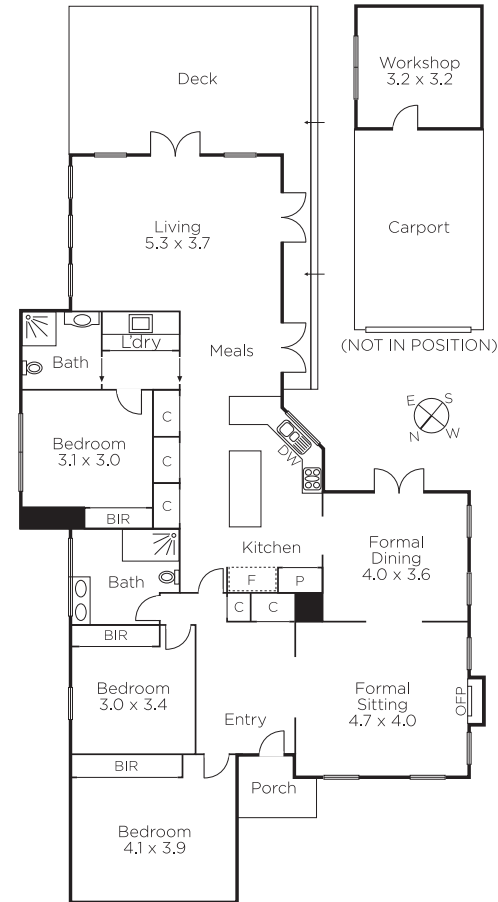 Deck
Workshop
3.2 x 3.2
Carport
(NOT IN POSITION)
Living
5.3 x 3.7
Bath
L'dry
Meals
E
S
N
W
Bedroom
3.1 x 3.0
C
C
C
BIR
DW
Kitchen
F
P
Formal
Dining
4.0 x 3.6
Bath
C
C
BIR
Bedroom
3.0 x 3.4
Entry
Formal
Sitting
4.7 x 4.0
OFP
BIR
Porch
Bedroom
4.1 x 3.9